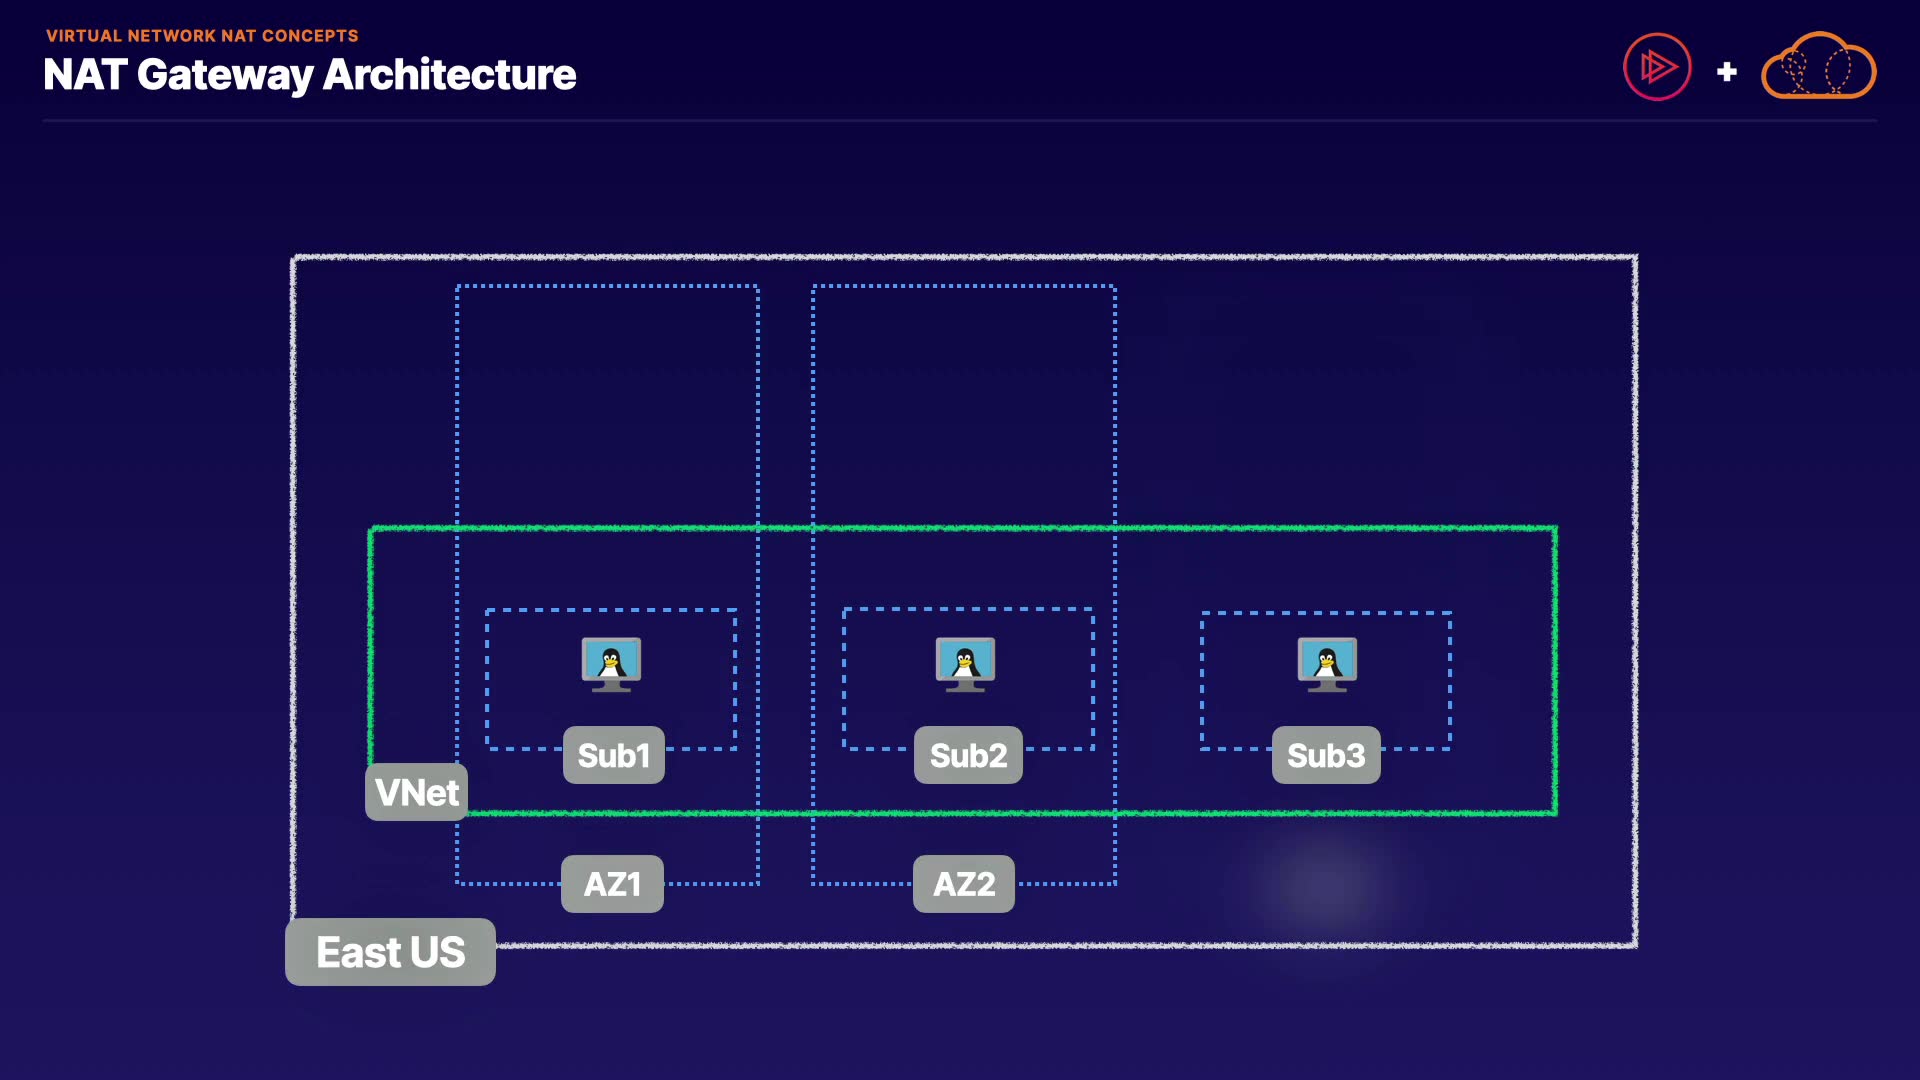 VIRTUAL NETWORK NAT CONCEPTS
NAT Gateway Architecture
Sub1
Sub2
Sub3
VNet
AZ1
AZ2
East US